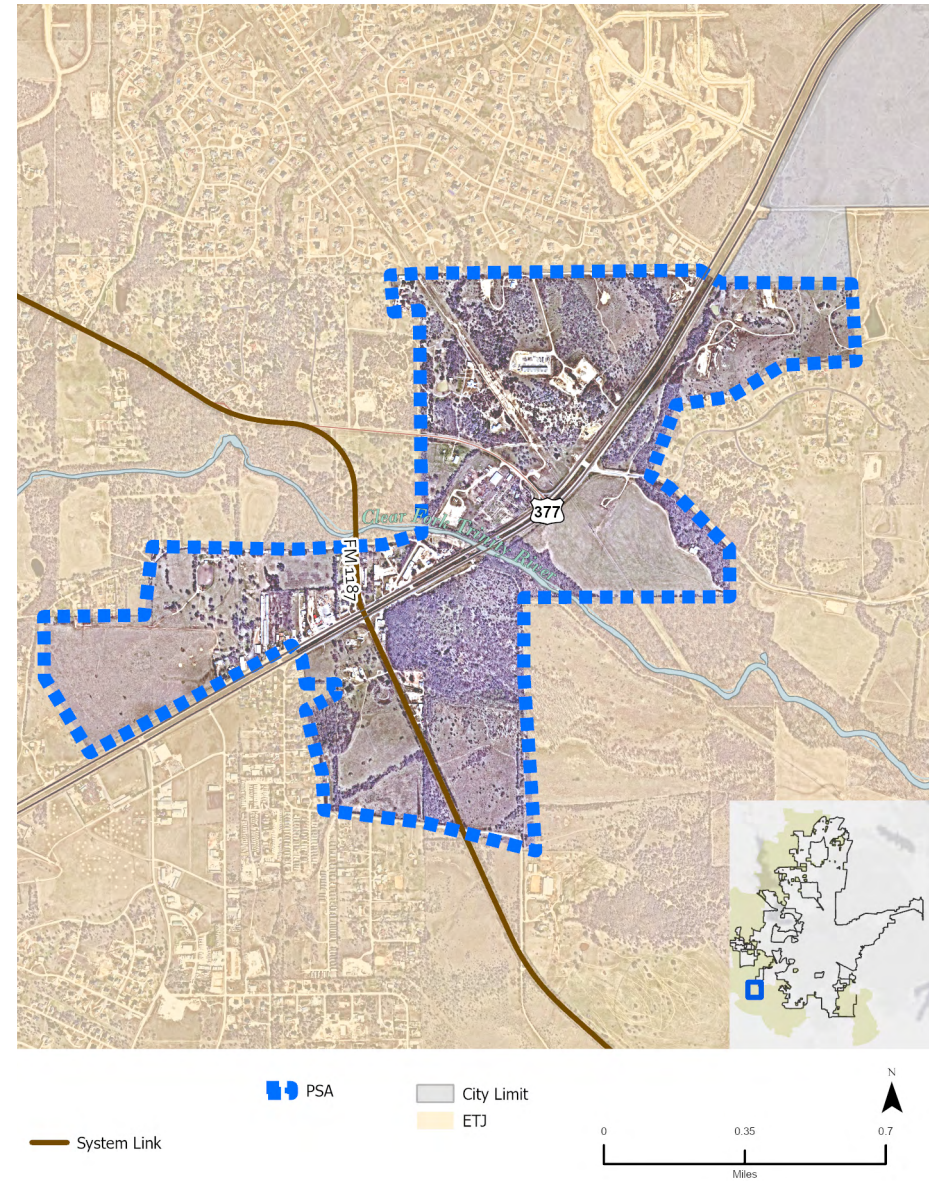 377
Clear Fork Trinity River
FM 1187
PSA
City Limit
ETJ
System Link
N
0
0.35
0.7
Miles